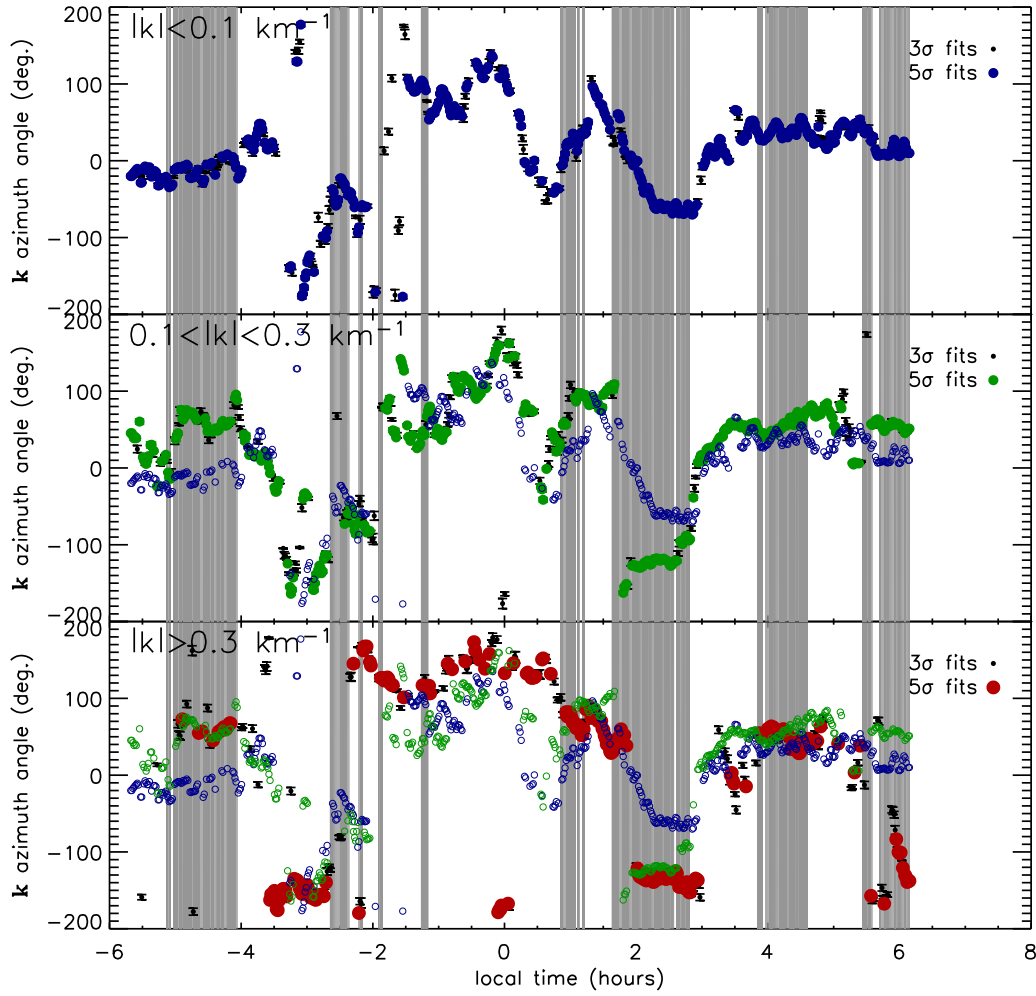 |k|<0.1 km⁻¹
3σ fits
5σ fits
k azimuth angle (deg.)
200
100
0
−100
−200
0.1<|k|<0.3 km⁻¹
3σ fits
5σ fits
k azimuth angle (deg.)
200
100
0
−100
−200
|k|>0.3 km⁻¹
3σ fits
5σ fits
k azimuth angle (deg.)
200
100
0
−100
−200
−6 −4 −2 0 2 4 6 8
local time (hours)